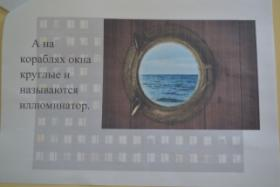 А на
кораблях окна
круглые и
называются
иллюминатор.